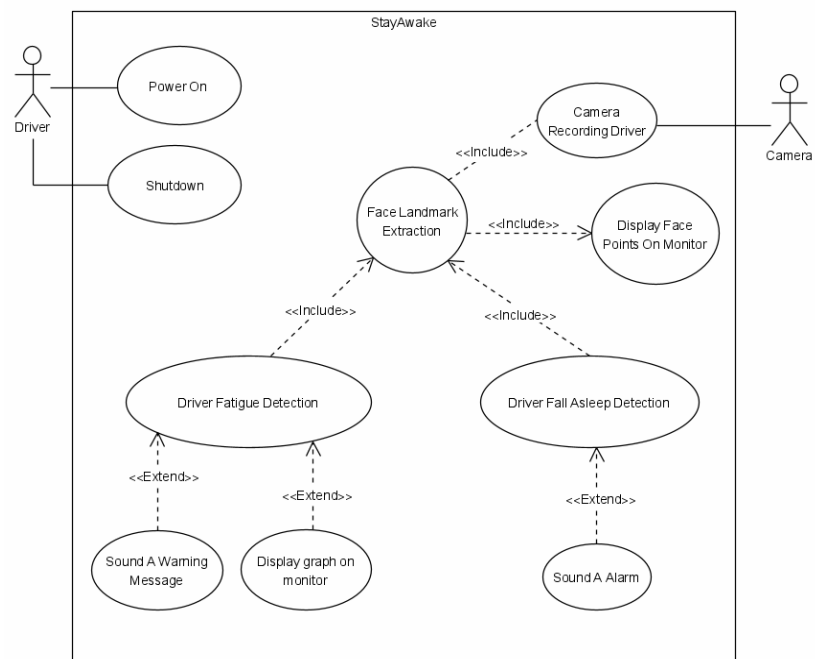 StayAwake
Power On
Driver
Shutdown
Camera
Recording Driver
Camera
<<Include>>
Face Landmark
Extraction
<<Include>>
Display Face
Points On Monitor
<<Include>>
<<Include>>
Driver Fatigue Detection
Driver Fall Asleep Detection
<<Extend>>
<<Extend>>
<<Extend>>
Sound A Warning
Message
Display graph on
monitor
Sound A Alarm